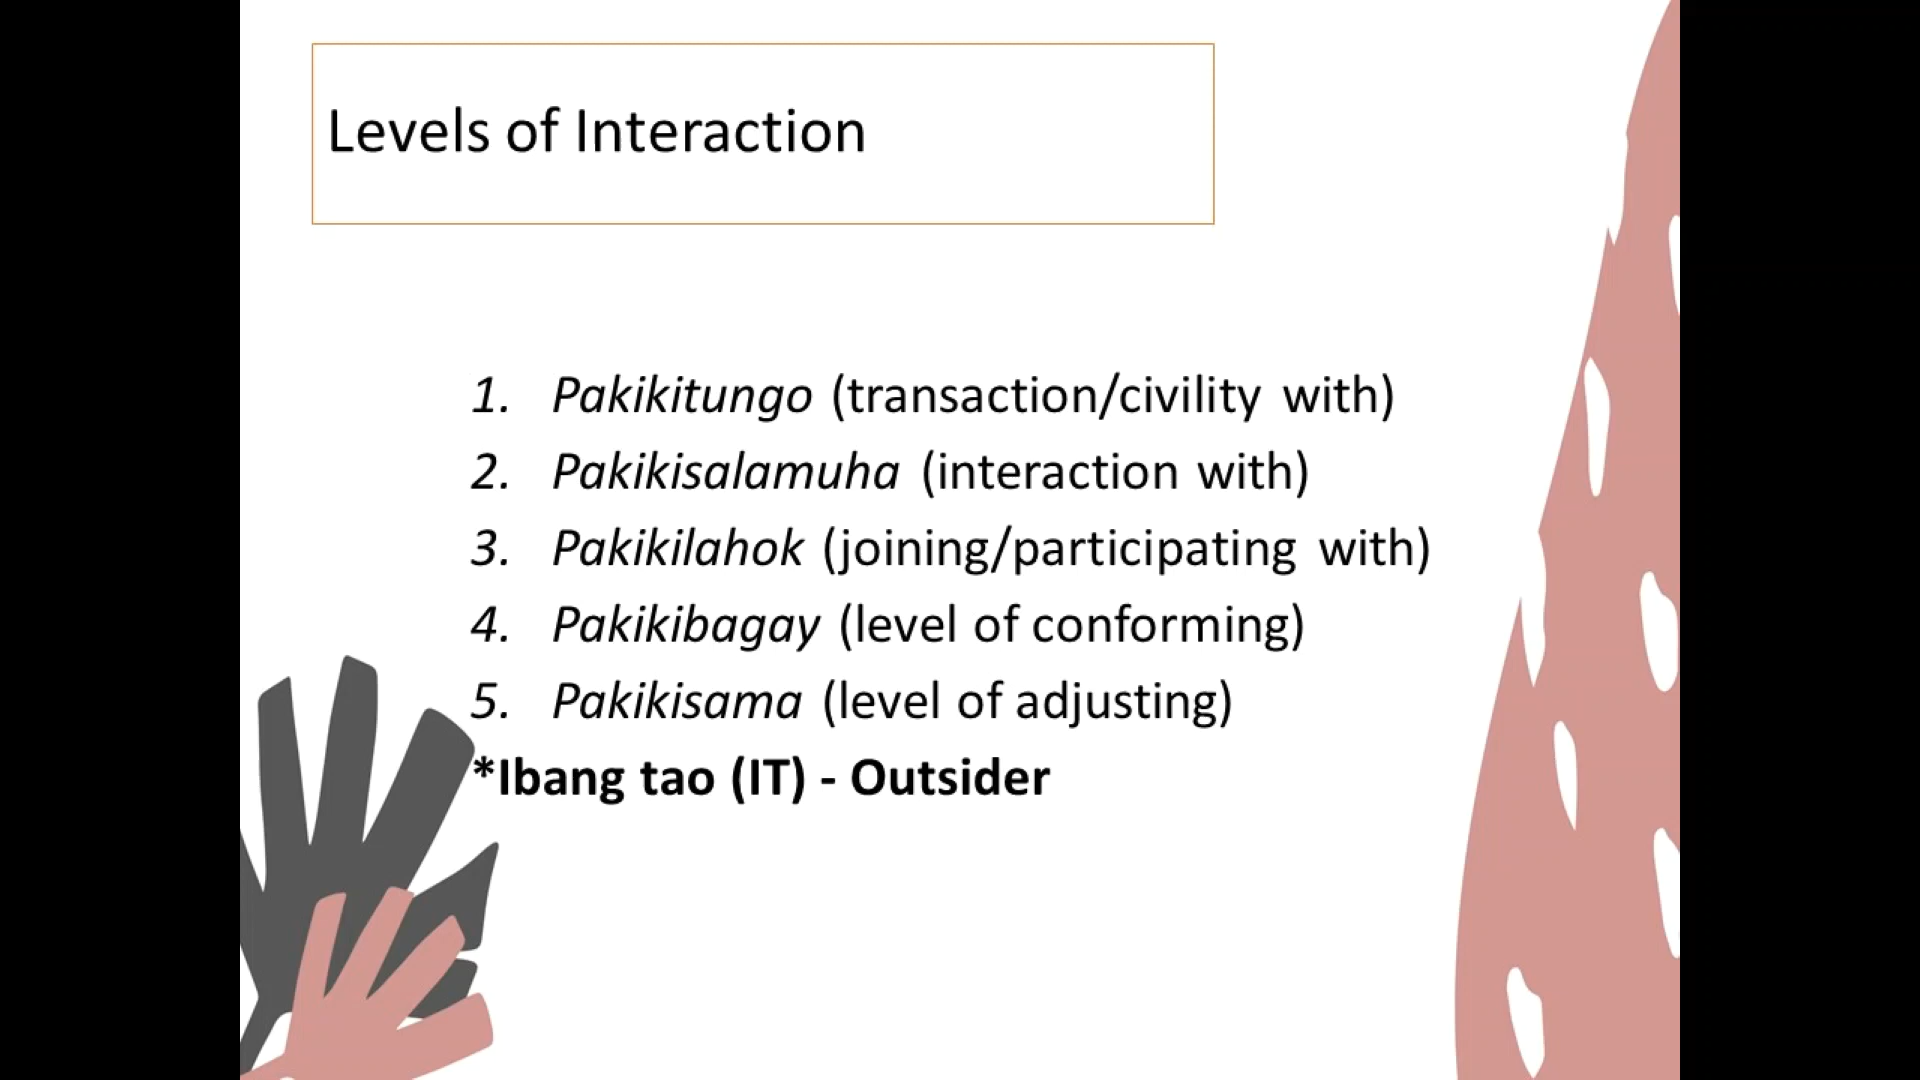 Levels of Interaction
1. Pakikitungo (transaction/civility with)
2. Pakikisalamuha (interaction with)
3. Pakikilahok (joining/participating with)
4. Pakikibagay (level of conforming)
5. Pakikisama (level of adjusting)
*Ibang tao (IT) - Outsider